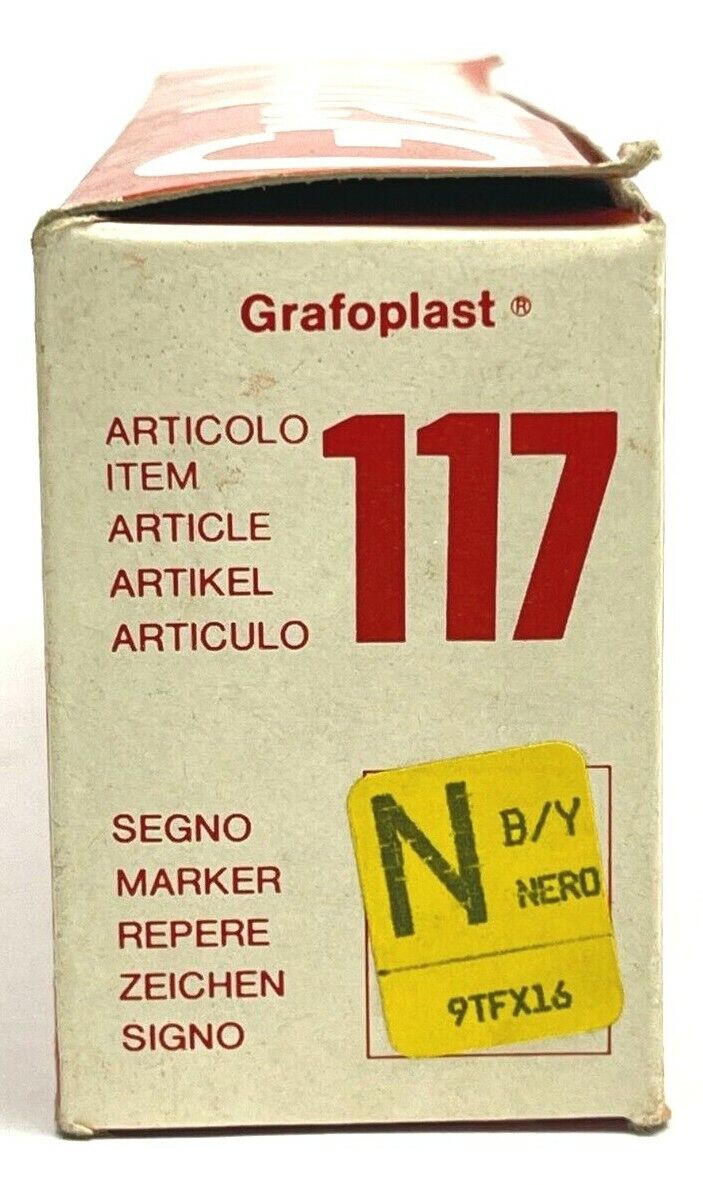 Grafoplast ®
ARTICOLO
ITEM
ARTICLE
ARTIKEL
ARTICULO
117
SEGNO
MARKER
REPERE
ZEICHEN
SIGNO
N
B/Y
NERO
9TFX16